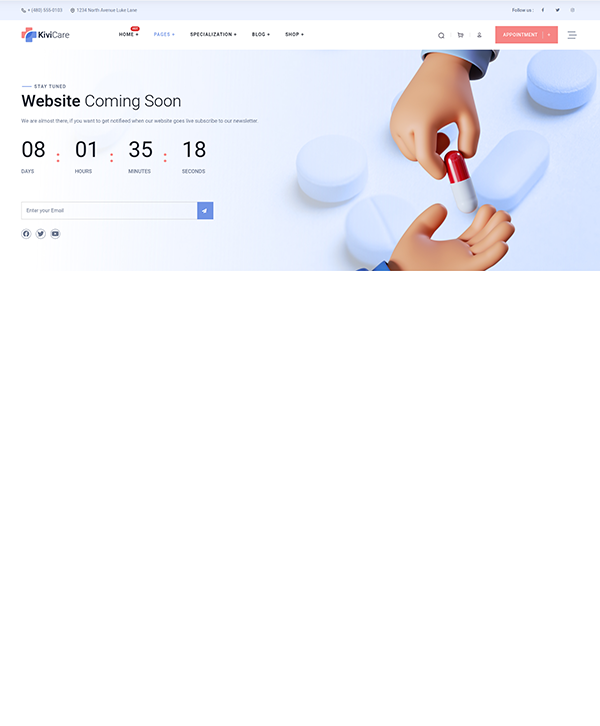 + (480) 555-0103 1234 North Avenue Luke Lane Follow us :
KiviCare HOME + PAGES + SPECIALIZATION + BLOG + SHOP + APPOINTMENT +
STAY TUNED
Website Coming Soon
We are almost there, if you want to get notifieed when our website goes live subscribe to our newsletter.
08 : 01 : 35 : 18
DAYS HOURS MINUTES SECONDS
Enter your Email